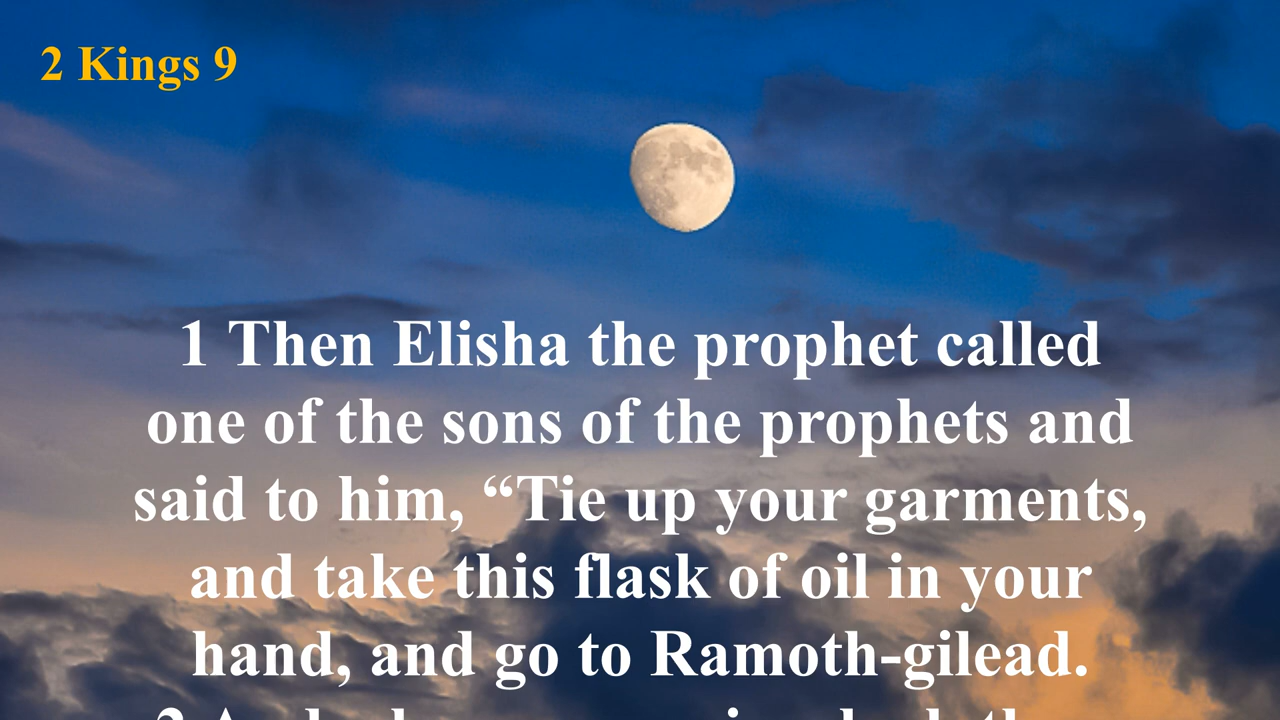 2 Kings 9
1 Then Elisha the prophet called
one of the sons of the prophets and
said to him, “Tie up your garments,
and take this flask of oil in your
hand, and go to Ramoth-gilead.